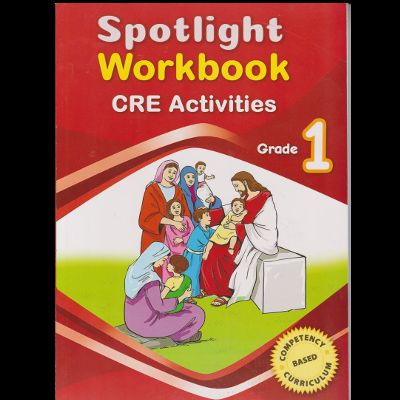 Spotlight
Workbook
CRE Activities
Grade 1
COMPETENCY
BASED
CURRICULUM